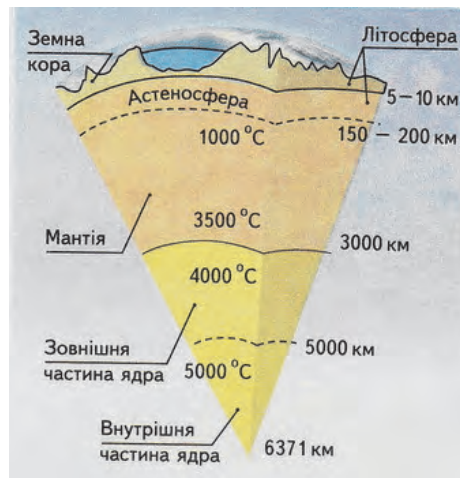 Земна
кора
Літосфера
Астеносфера
5–10 км
1000 °C
150 – 200 км
3500 °C
Мантія
3000 км
4000 °C
Зовнішня
частина ядра
5000 км
5000 °C
Внутрішня
частина ядра
6371 км